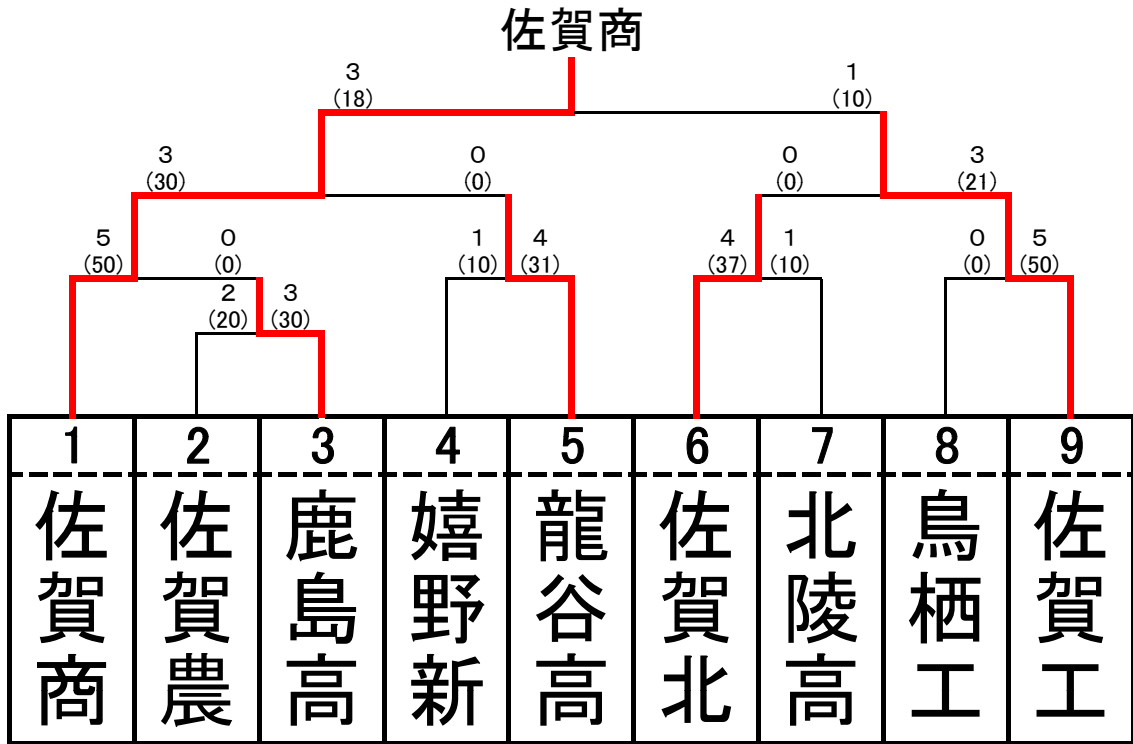 佐賀商
3 1
(18) (10)
3 0 0 3
(30) (0) (0) (21)
5 0 1 4 4 1 0 5
(50) (0) (10) (31) (37) (10) (0) (50)
2 3
(20) (30)
1 2 3 4 5 6 7 8 9
佐賀商
佐賀農
鹿島高
嬉野新
龍谷高
佐賀北
北陵高
鳥栖工
佐賀工